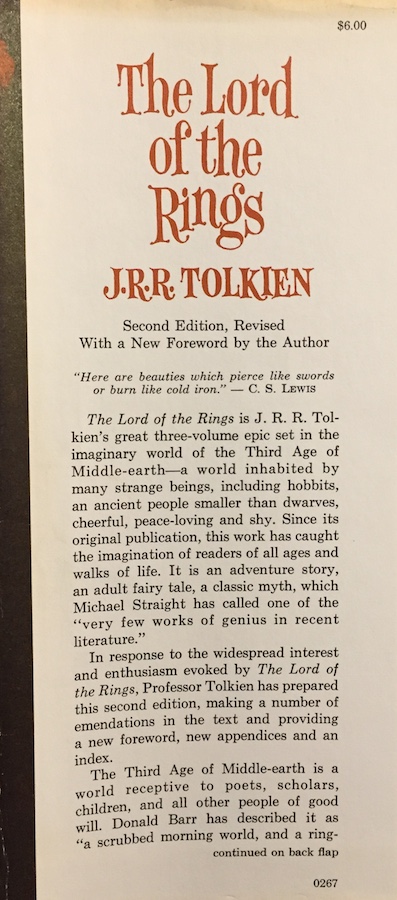 $6.00
The Lord
of the
Rings
J.R.R. TOLKIEN
Second Edition, Revised
With a New Foreword by the Author
"Here are beauties which pierce like swords
or burn like cold iron." — C. S. LEWIS
The Lord of the Rings is J. R. R. Tol-
kien's great three-volume epic set in the
imaginary world of the Third Age of
Middle-earth—a world inhabited by
many strange beings, including hobbits,
an ancient people smaller than dwarves,
cheerful, peace-loving and shy. Since its
original publication, this work has caught
the imagination of readers of all ages and
walks of life. It is an adventure story,
an adult fairy tale, a classic myth, which
Michael Straight has called one of the
"very few works of genius in recent
literature."
In response to the widespread interest
and enthusiasm evoked by The Lord of
the Rings, Professor Tolkien has prepared
this second edition, making a number of
emendations in the text and providing
a new foreword, new appendices and an
index.
The Third Age of Middle-earth is a
world receptive to poets, scholars,
children, and all other people of good
will. Donald Barr has described it as
"a scrubbed morning world, and a ring-
continued on back flap
0267